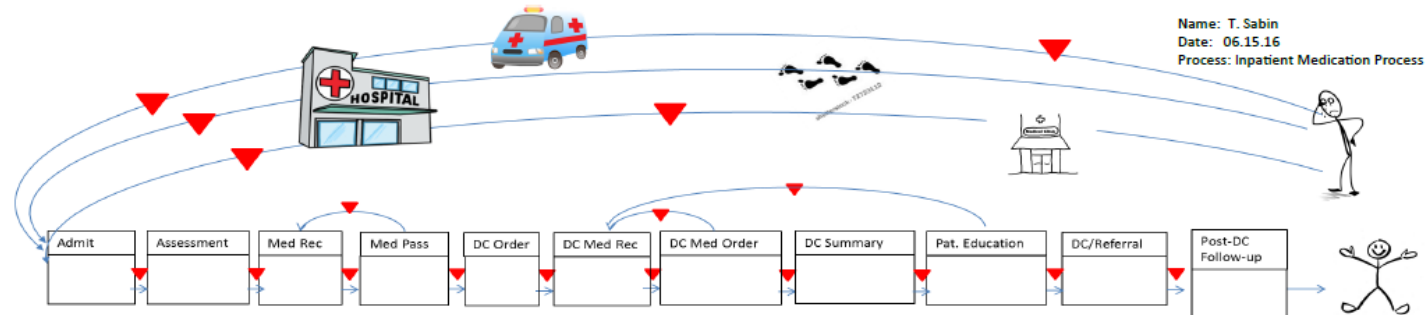 Name: T. Sabin
Date: 06.15.16
Process: Inpatient Medication Process
HOSPITAL
Admit
Assessment
Med Rec
Med Pass
DC Order
DC Med Rec
DC Med Order
DC Summary
Pat. Education
DC/Referral
Post-DC
Follow-up